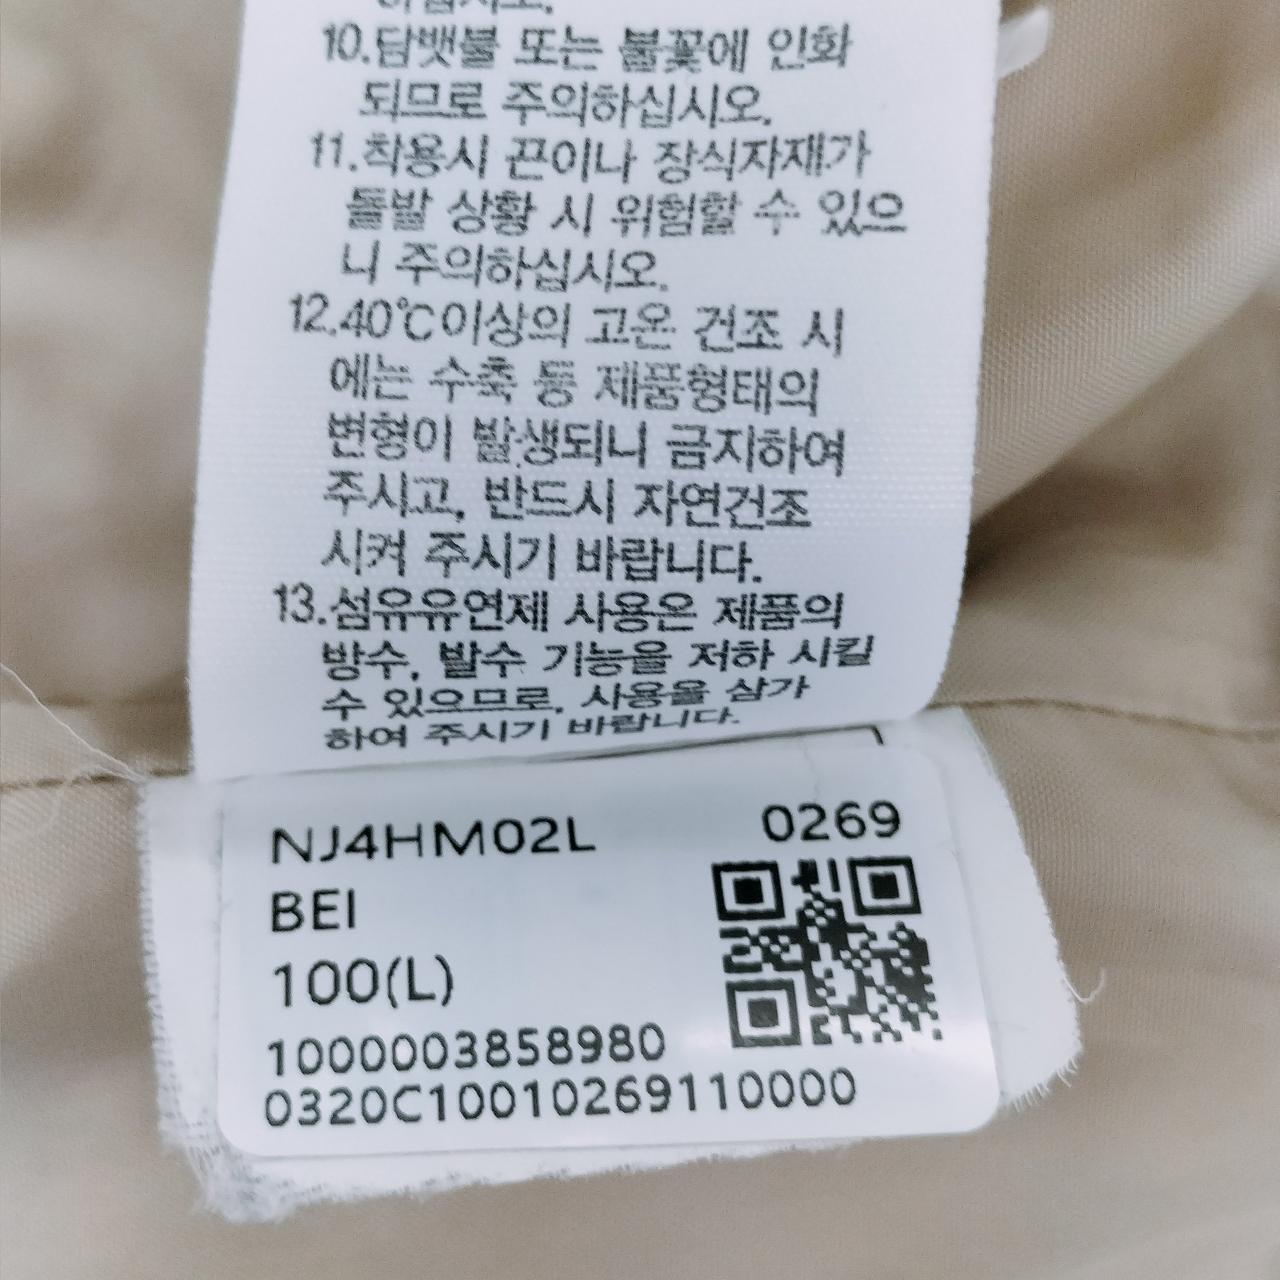 하십시오.
10.담뱃불 또는 불꽃에 인화
되므로 주의하십시오.
11.착용시 끈이나 장식자재가
돌발 상황 시 위험할 수 있으
니 주의하십시오.
12.40℃이상의 고온 건조 시
에는 수축 등 제품형태의
변형이 발생되니 금지하여
주시고, 반드시 자연건조
시켜 주시기 바랍니다.
13.섬유유연제 사용은 제품의
방수, 발수 기능을 저하 시킬
수 있으므로, 사용을 삼가
하여 주시기 바랍니다.
NJ4HM02L 0269
BEI
100(L)
1000003858980
0320C10010269110000